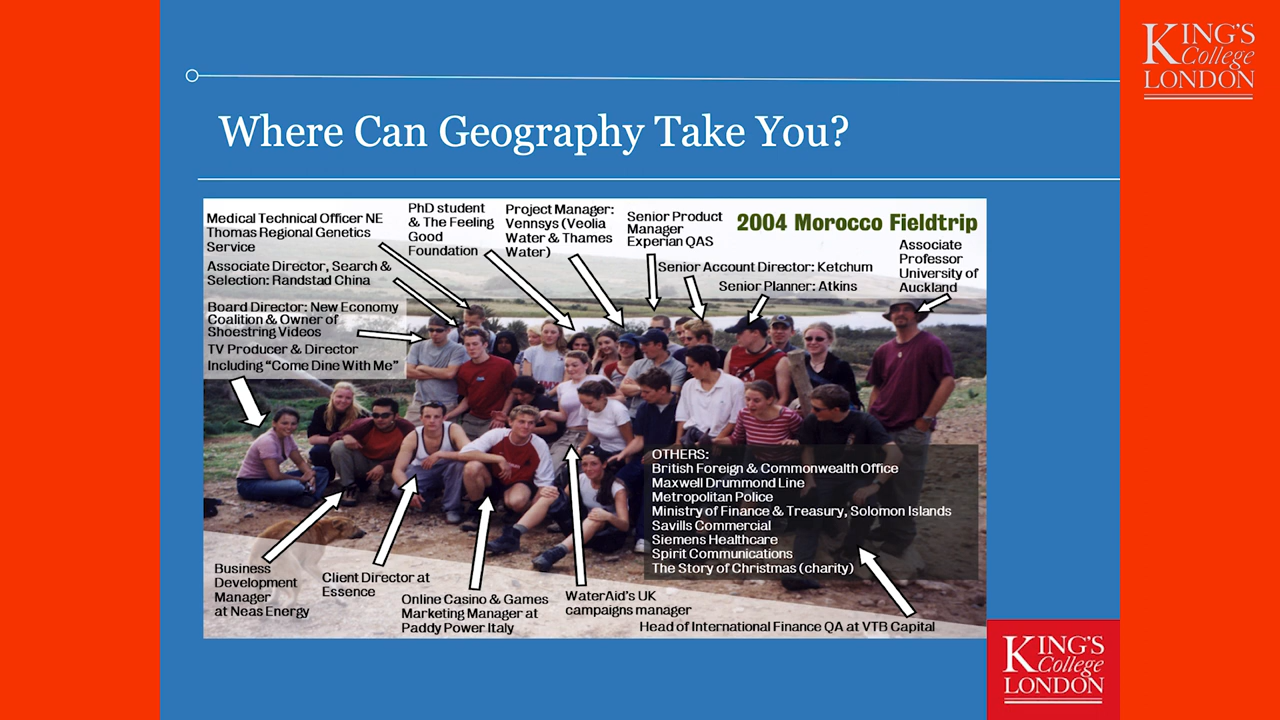 KING'S
College
LONDON
Where Can Geography Take You?
2004 Morocco Fieldtrip
Medical Technical Officer NE
Thomas Regional Genetics
Service
PhD student
& The Feeling
Good
Foundation
Project Manager:
Vennsys (Veolia
Water & Thames
Water)
Senior Product
Manager
Experian QAS
Associate
Professor
University of
Auckland
Associate Director, Search &
Selection: Randstad China
Senior Account Director: Ketchum
Senior Planner: Atkins
Board Director: New Economy
Coalition & Owner of
Shoestring Videos
TV Producer & Director
Including “Come Dine With Me”
OTHERS:
British Foreign & Commonwealth Office
Maxwell Drummond Line
Metropolitan Police
Ministry of Finance & Treasury, Solomon Islands
Savills Commercial
Siemens Healthcare
Spirit Communications
The Story of Christmas (charity)
Business
Development
Manager
at Neas Energy
Client Director at
Essence
Online Casino & Games
Marketing Manager at
Paddy Power Italy
WaterAid's UK
campaigns manager
Head of International Finance QA at VTB Capital
KING'S
College
LONDON